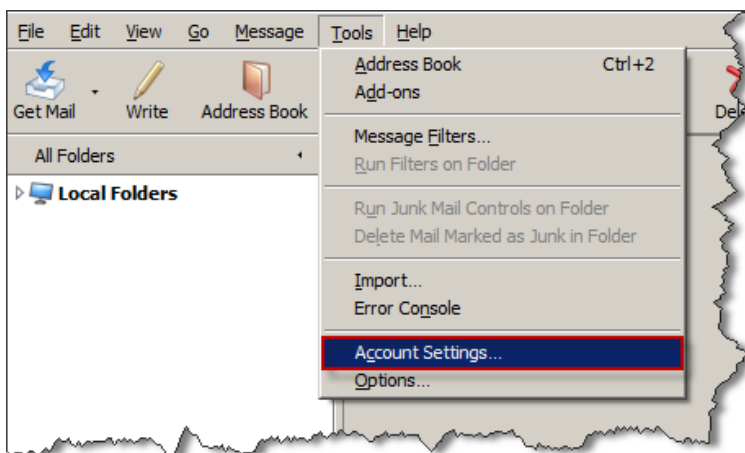 File Edit View Go Message Tools Help
Get Mail Write Address Book
All Folders
Local Folders
Address Book Ctrl+2
Add-ons
Message Filters...
Run Filters on Folder
Run Junk Mail Controls on Folder
Delete Mail Marked as Junk in Folder
Import...
Error Console
Account Settings...
Options...